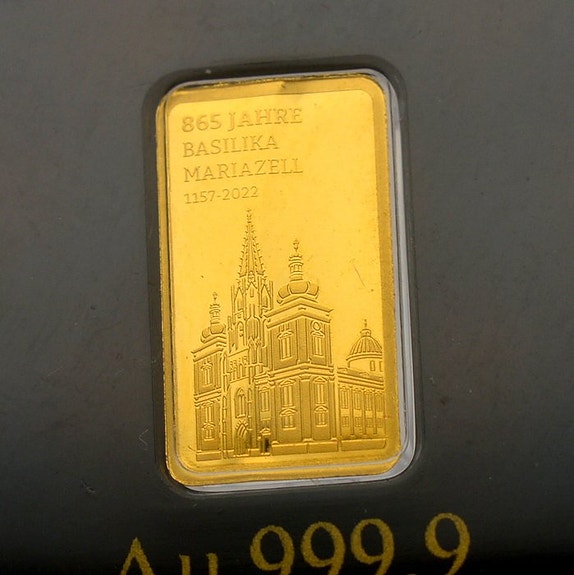 865 JAHRE
BASILIKA
MARIAZELL
1157-2022
Au 999.9